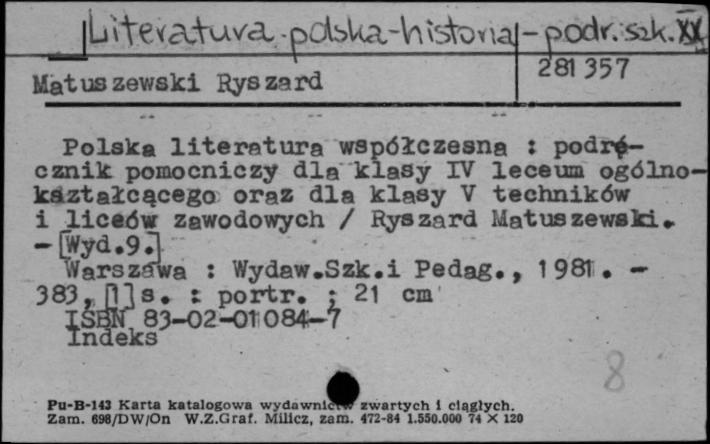 Literatura polska-historia - podr. szk. XX
281 357
Matuszewski Ryszard
Polska literatura współczesna : podrę-
cznik pomocniczy dla klasy IV leceum ogólno-
kształcącego oraz dla klasy V techników
i liceów zawodowych / Ryszard Matuszewski.
- [Wyd.9.]
Warszawa : Wydaw.Szk.i Pedag., 1981. -
383, [1] s. : portr. ; 21 cm
ISBN 83-02-01084-7
Indeks
8
Pu-B-143 Karta katalogowa wydawnictw zwartych i ciągłych.
Zam. 698/DW/On W.Z.Graf. Milicz, zam. 472-84 1.550.000 74 X 120